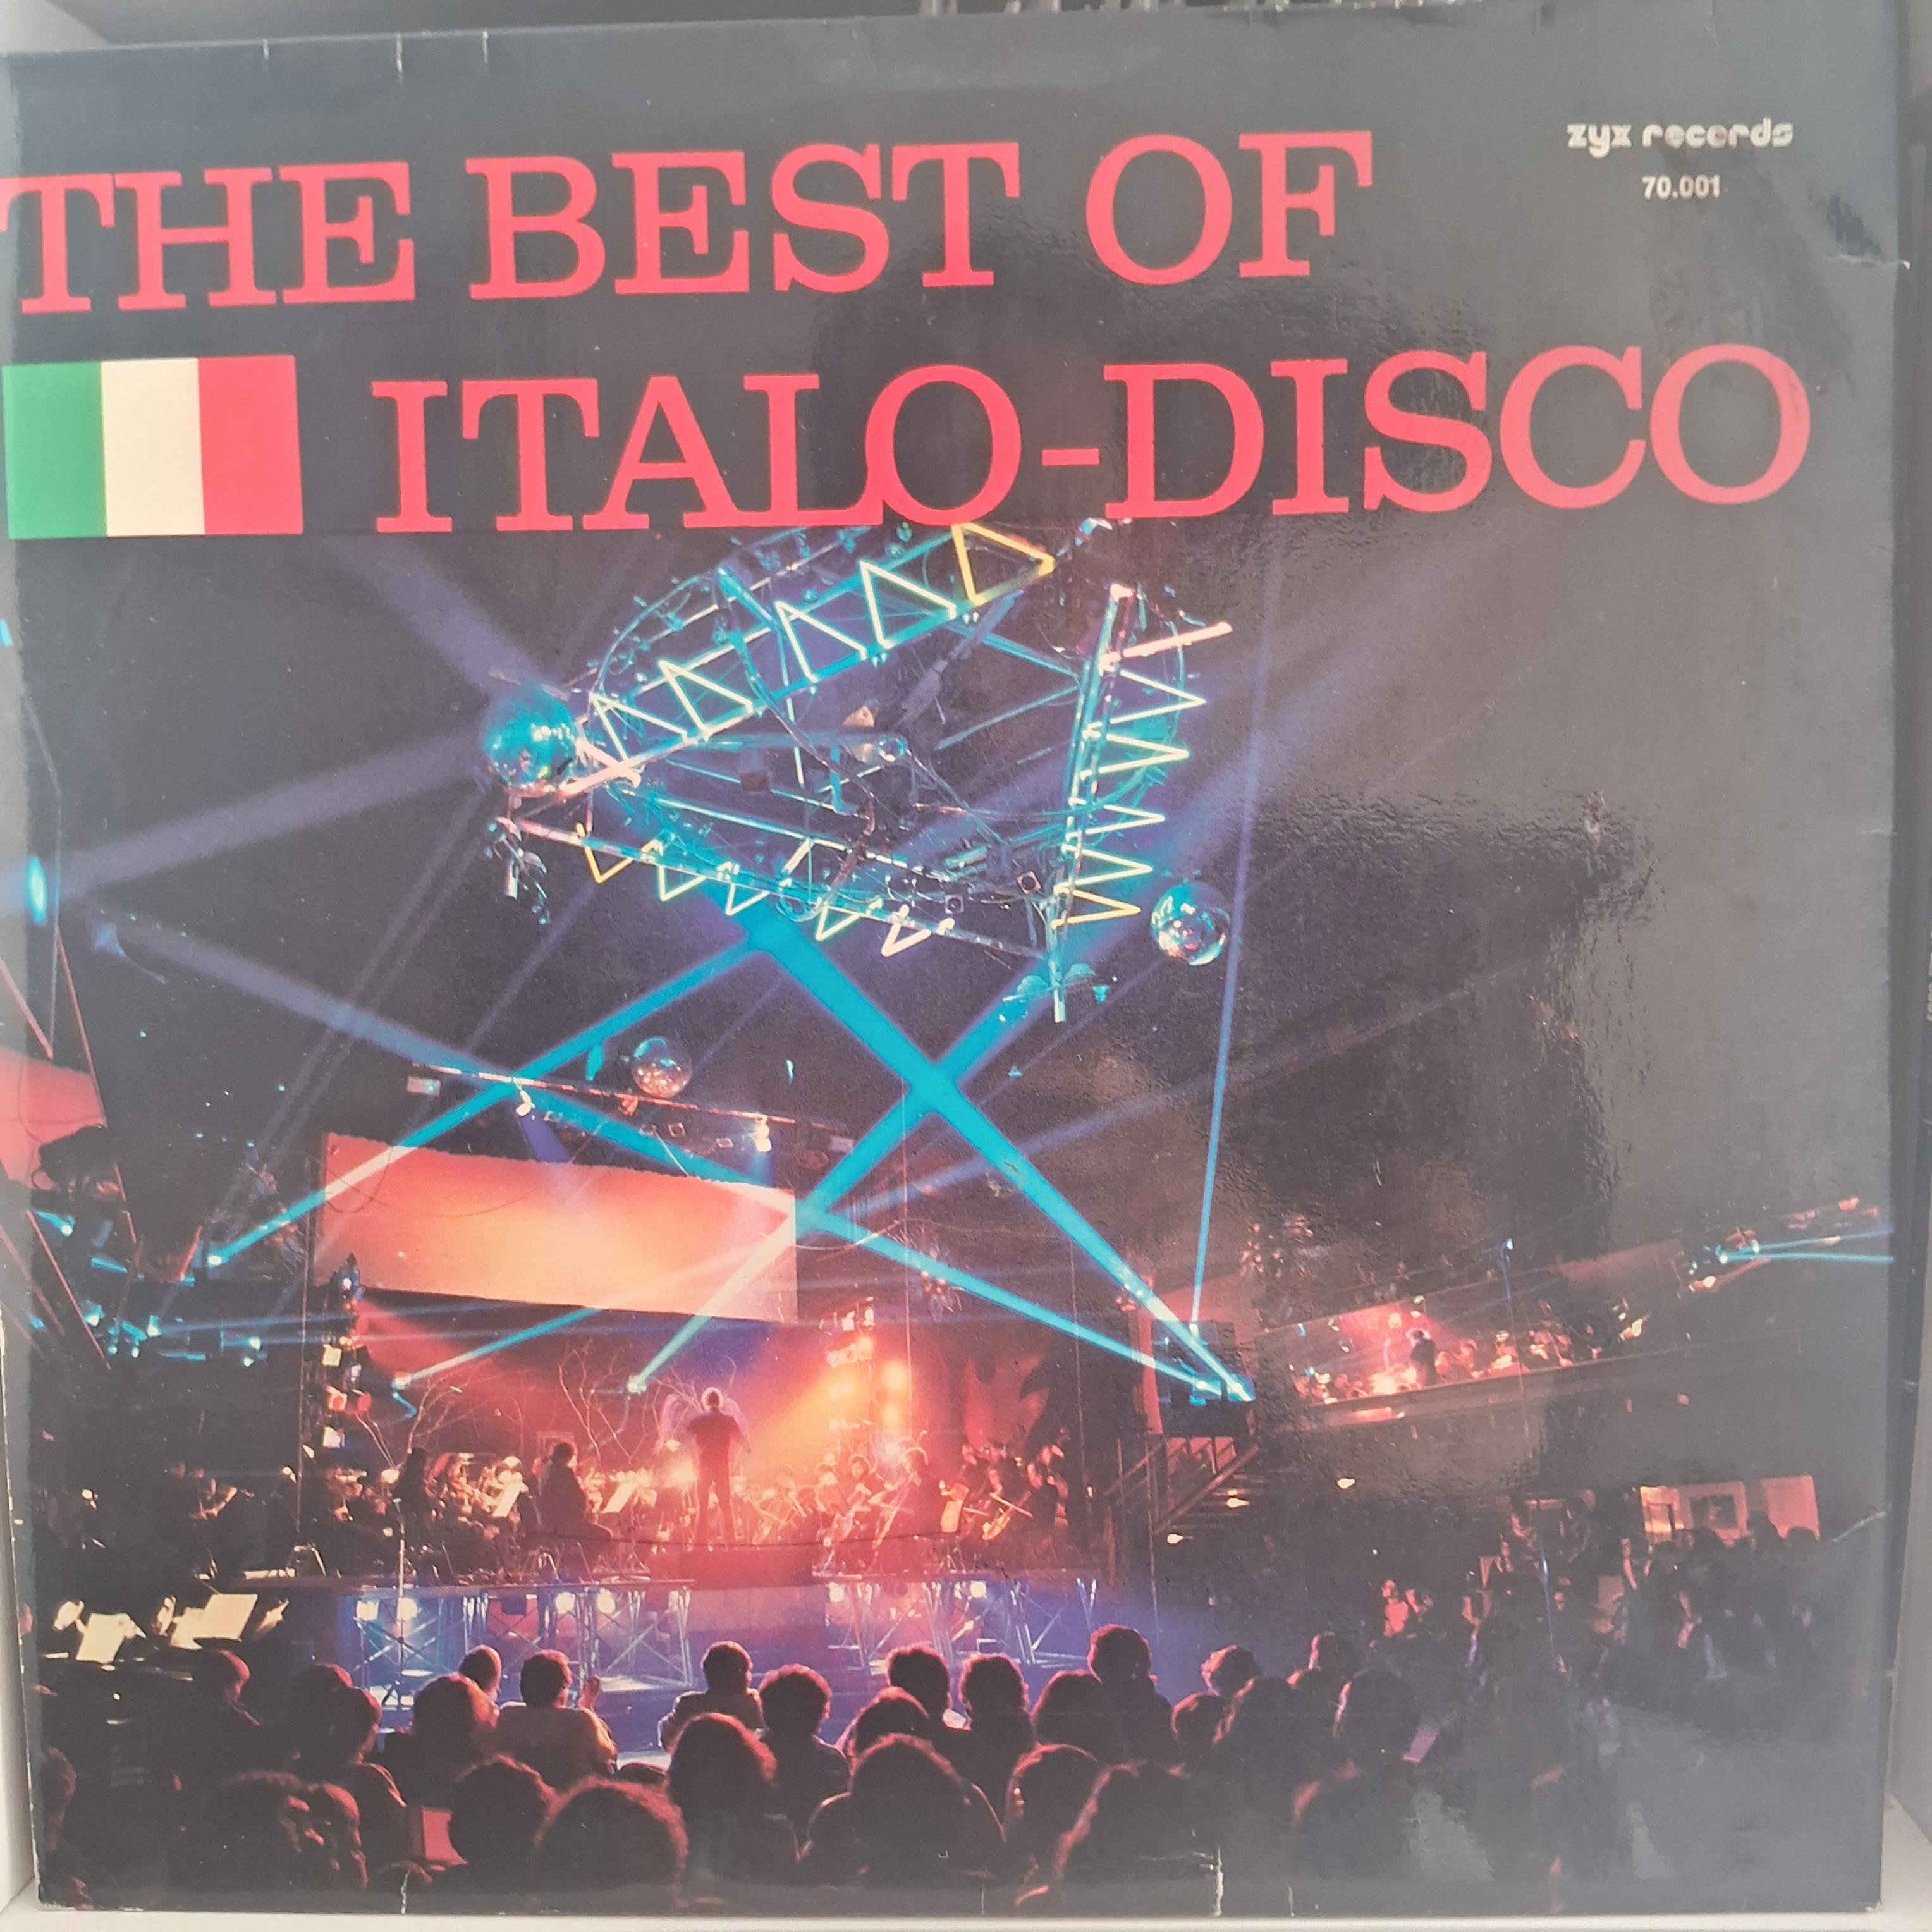 zyx records
70.001
THE BEST OF
ITALO-DISCO